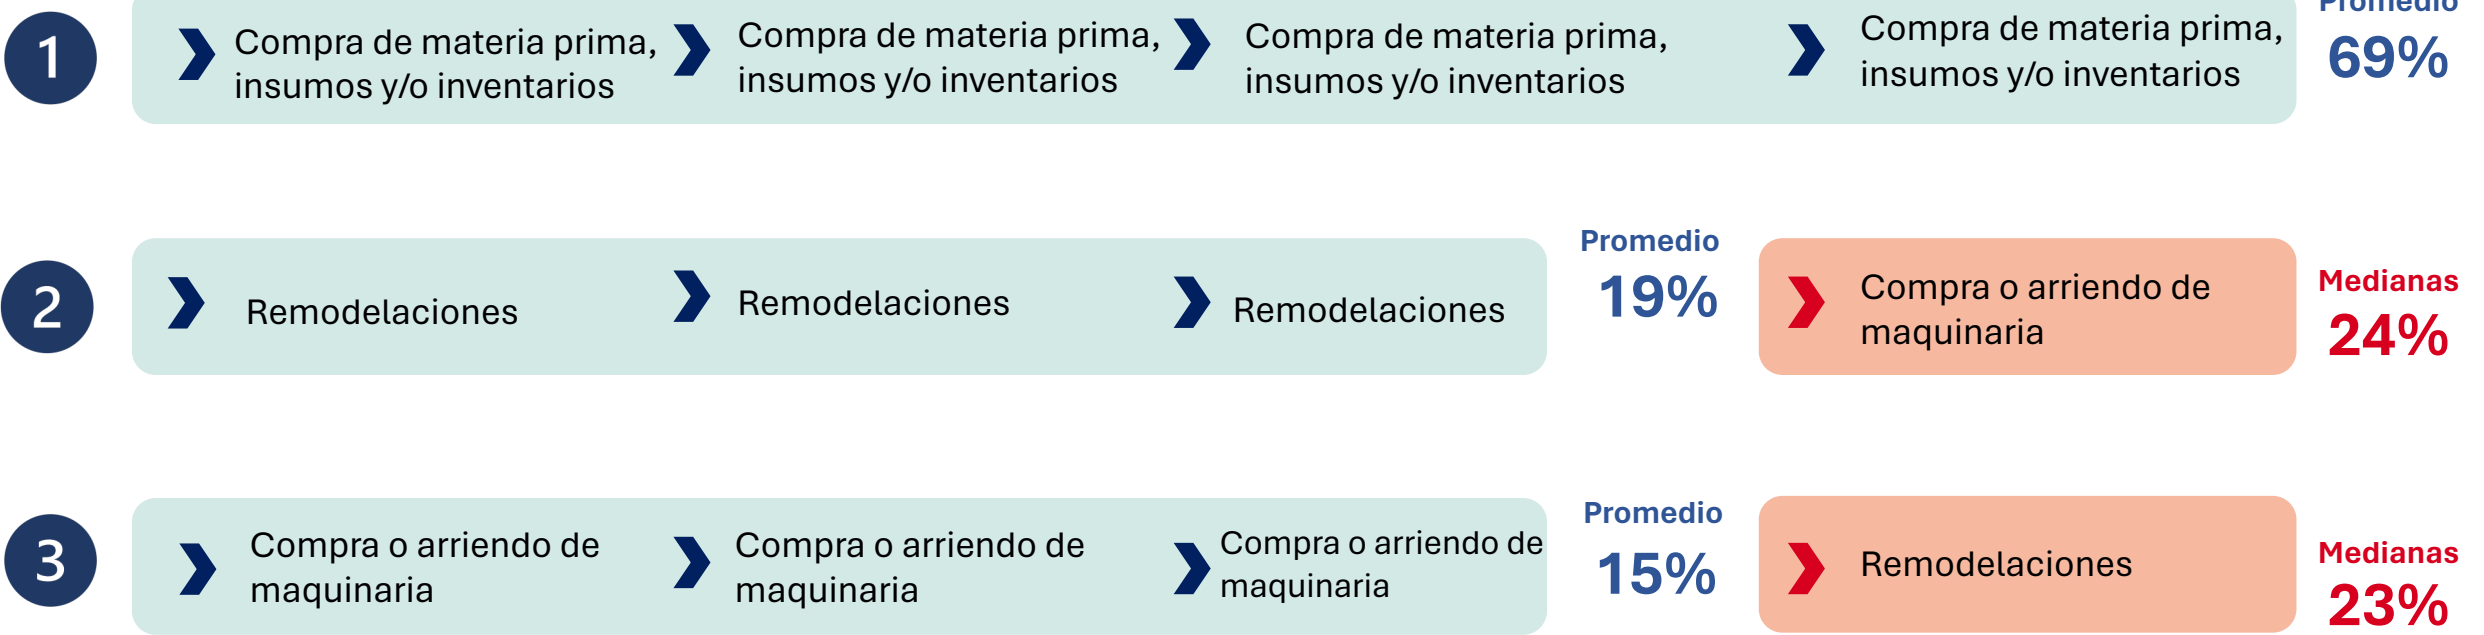 Promedio
1
Compra de materia prima,
insumos y/o inventarios
Compra de materia prima,
insumos y/o inventarios
Compra de materia prima,
insumos y/o inventarios
Compra de materia prima,
insumos y/o inventarios
69%
2
Remodelaciones
Remodelaciones
Remodelaciones
Promedio
19%
Compra o arriendo de
maquinaria
Medianas
24%
3
Compra o arriendo de
maquinaria
Compra o arriendo de
maquinaria
Compra o arriendo de
maquinaria
Promedio
15%
Remodelaciones
Medianas
23%